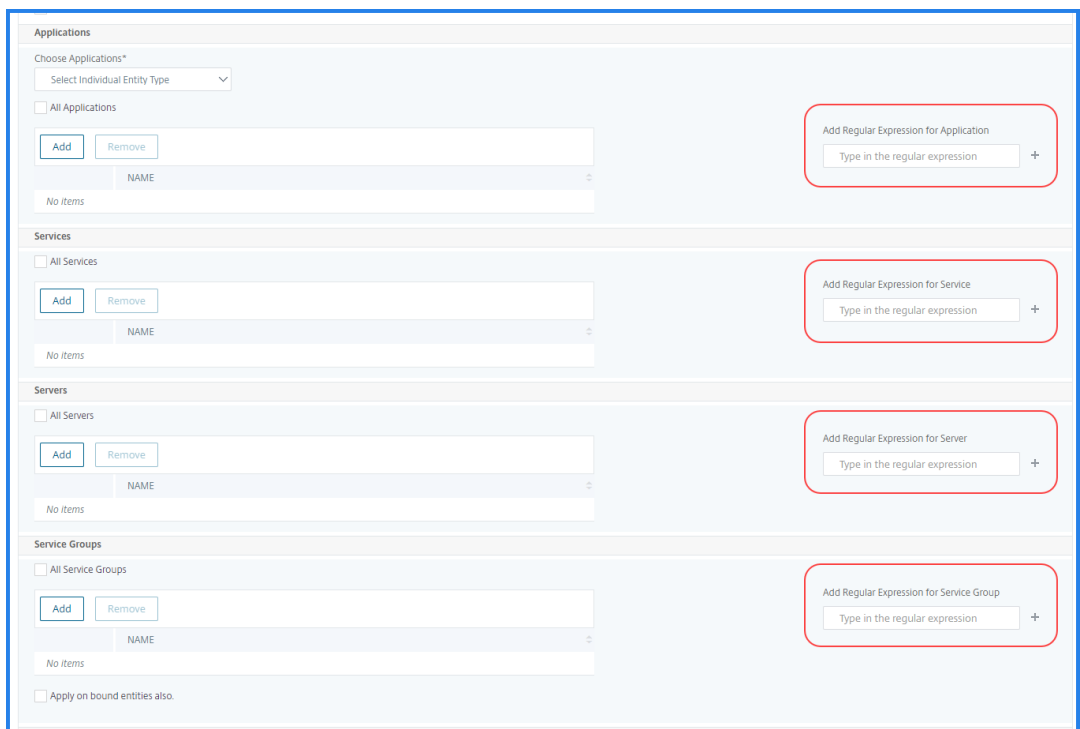 Applications
Choose Applications*
Select Individual Entity Type
All Applications
Add Remove
NAME
No items
Add Regular Expression for Application
Type in the regular expression +
Services
All Services
Add Remove
NAME
No items
Add Regular Expression for Service
Type in the regular expression +
Servers
All Servers
Add Remove
NAME
No items
Add Regular Expression for Server
Type in the regular expression +
Service Groups
All Service Groups
Add Remove
NAME
No items
Add Regular Expression for Service Group
Type in the regular expression +
Apply on bound entities also.